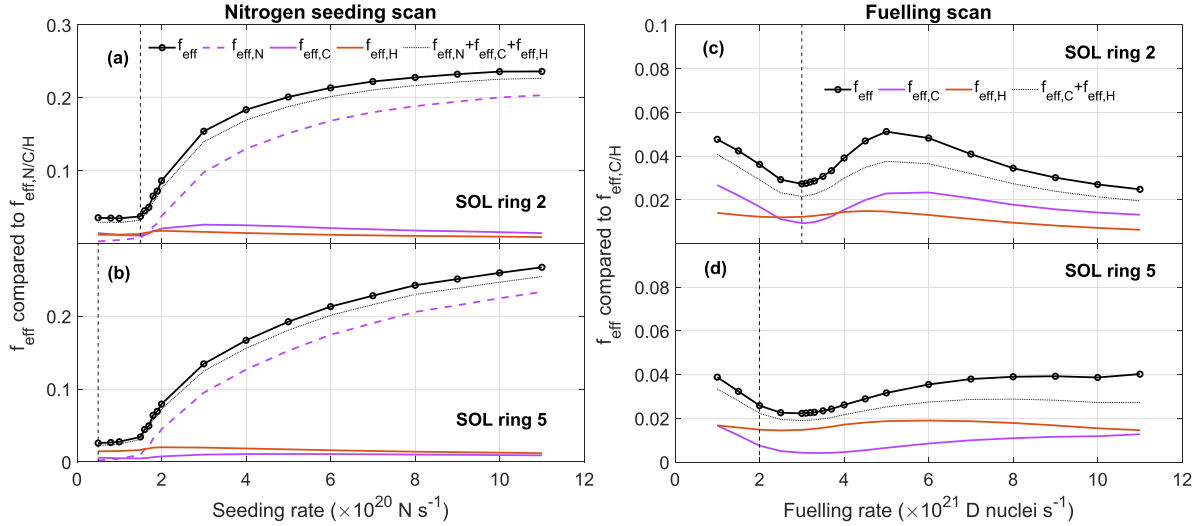 Nitrogen seeding scan
0.3
0.2
0.1
(a)
f_eff f_eff,N f_eff,C f_eff,H f_eff,N+f_eff,C+f_eff,H
SOL ring 2
f_eff compared to f_eff,N/C/H
(b)
0.2
0.1
0
SOL ring 5
0 2 4 6 8 10 12
Seeding rate (×10^20 N s^-1)
Fuelling scan
0.1
0.08
0.06
0.04
0.02
(c)
SOL ring 2
f_eff f_eff,C f_eff,H f_eff,C+f_eff,H
f_eff compared to f_eff,C/H
(d)
SOL ring 5
0.08
0.06
0.04
0.02
0
0 2 4 6 8 10 12
Fuelling rate (×10^21 D nuclei s^-1)